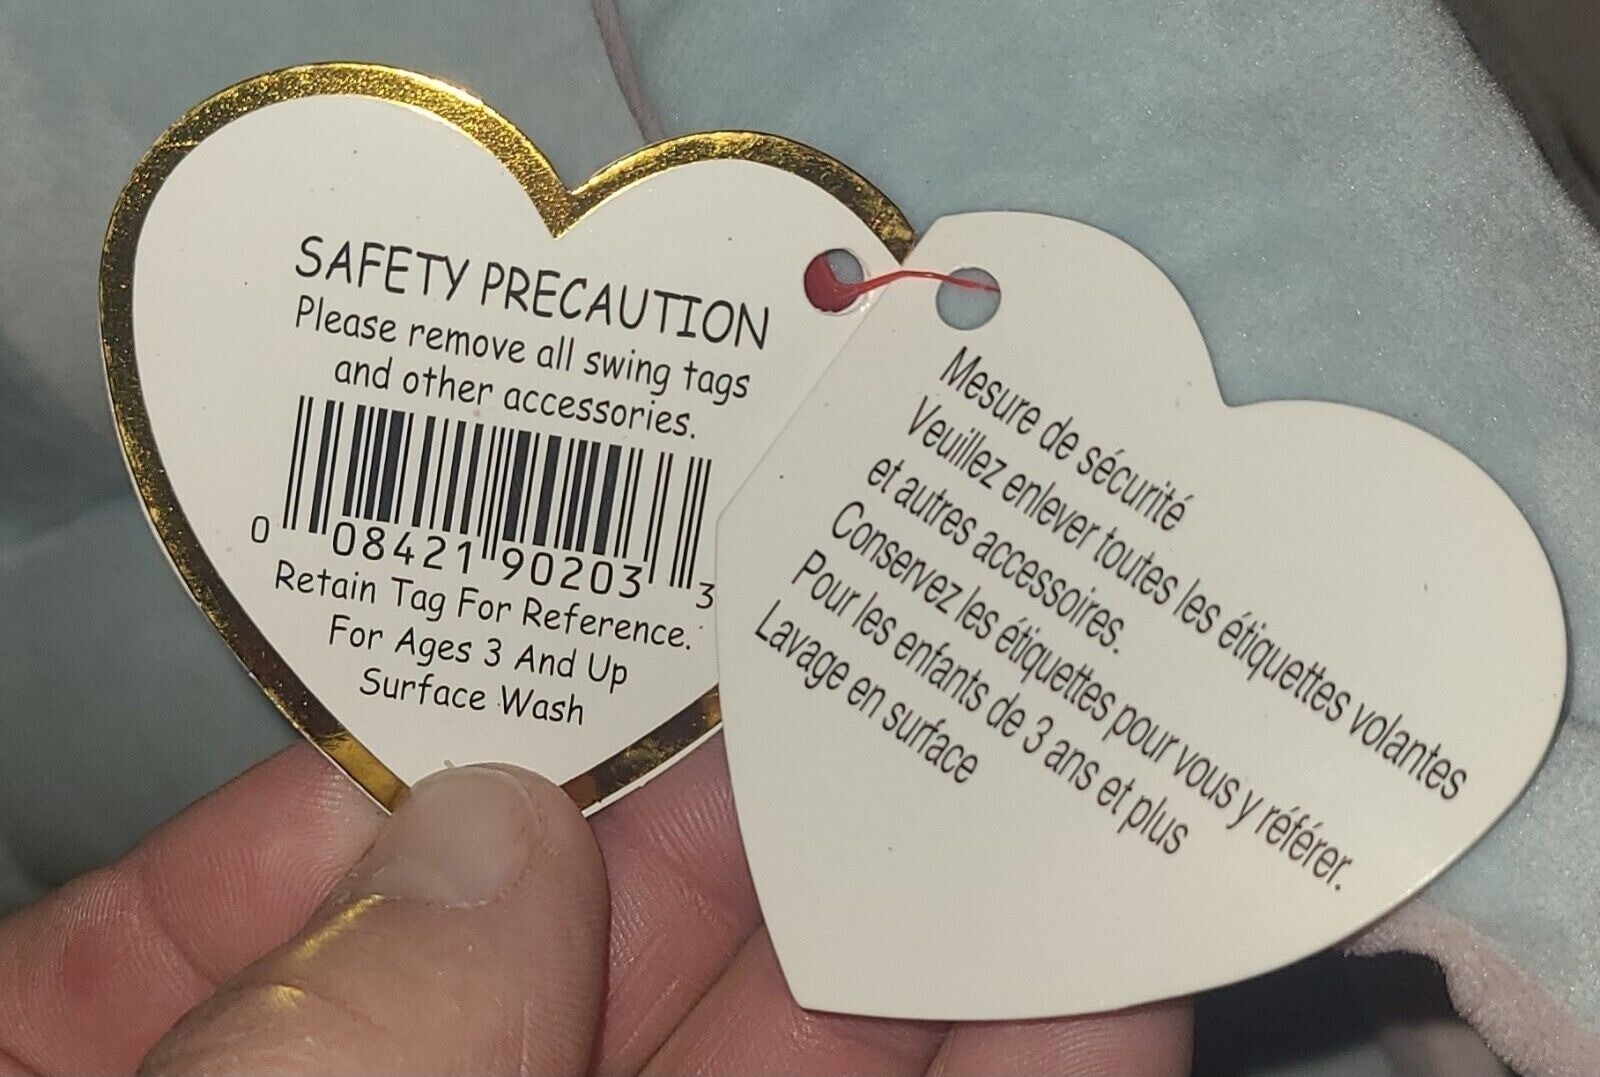 SAFETY PRECAUTION
Please remove all swing tags
and other accessories.
0 08421 90203 3
Retain Tag For Reference.
For Ages 3 And Up
Surface Wash
Mesure de sécurité
Veuillez enlever toutes les étiquettes volantes
et autres accessoires.
Conservez les étiquettes pour vous y référer.
Pour les enfants de 3 ans et plus
Lavage en surface